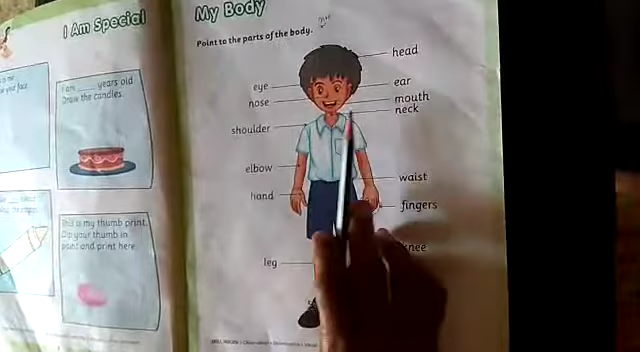 I Am Special
I am ____ years old.
Draw the candles.
This is my thumb print.
Dip your thumb in
paint and print here.
My Body
Point to the parts of the body.
head
eye
ear
nose
mouth
neck
shoulder
elbow
waist
hand
fingers
knee
leg